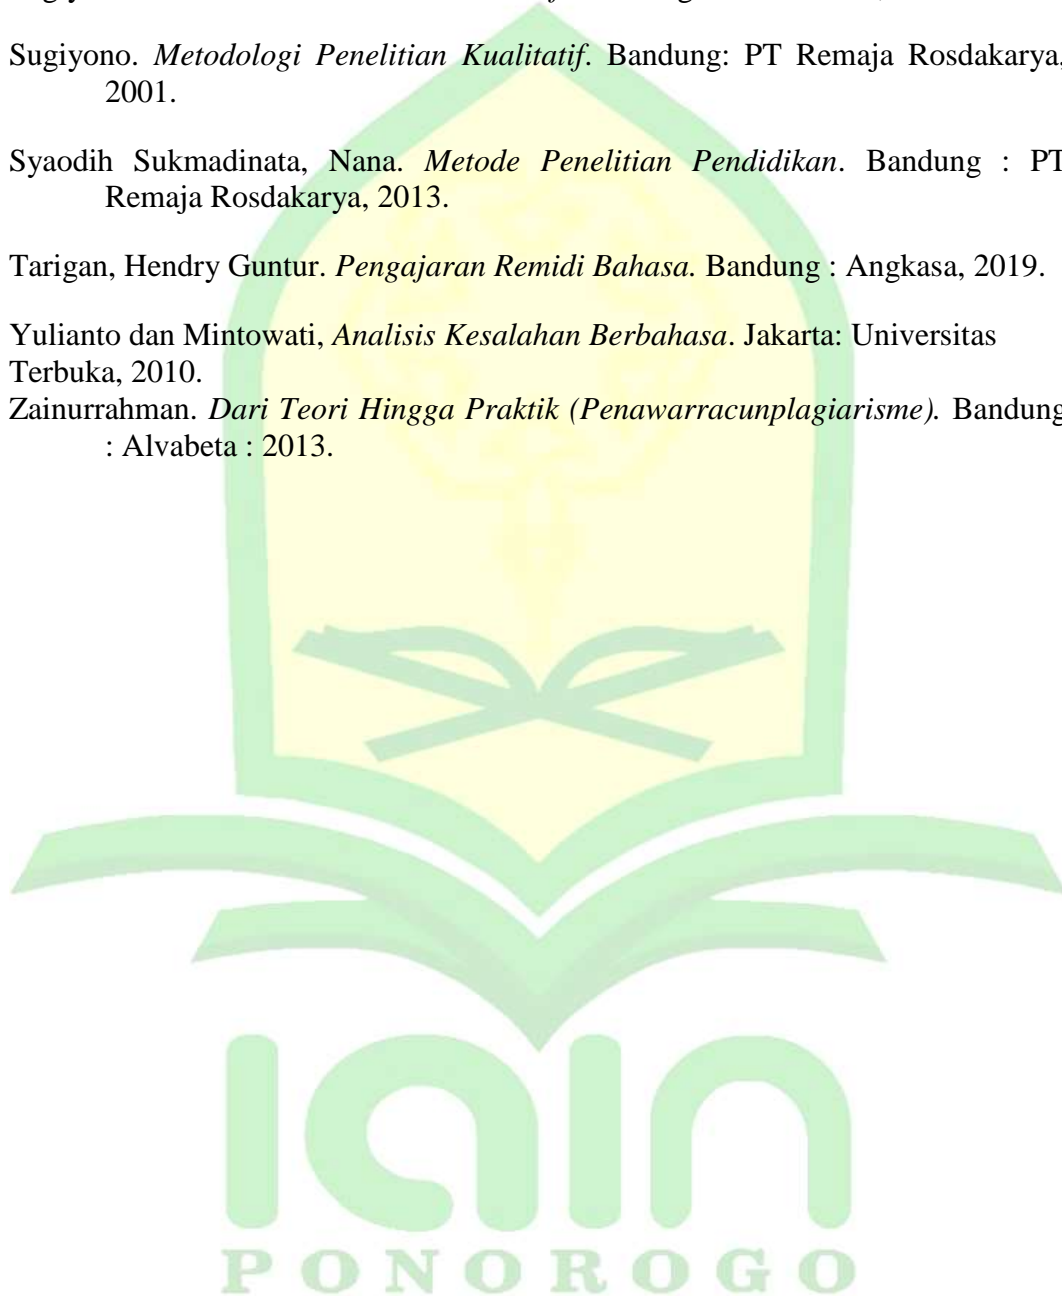 Sugiyono. Metodologi Penelitian Kualitatif. Bandung: PT Remaja Rosdakarya,
2001.
Syaodih Sukmadinata, Nana. Metode Penelitian Pendidikan. Bandung : PT
Remaja Rosdakarya, 2013.
Tarigan, Hendry Guntur. Pengajaran Remidi Bahasa. Bandung : Angkasa, 2019.
Yulianto dan Mintowati, Analisis Kesalahan Berbahasa. Jakarta: Universitas
Terbuka, 2010.
Zainurrahman. Dari Teori Hingga Praktik (Penawarracunplagiarisme). Bandung
: Alvabeta : 2013.
iain
PONOROGO